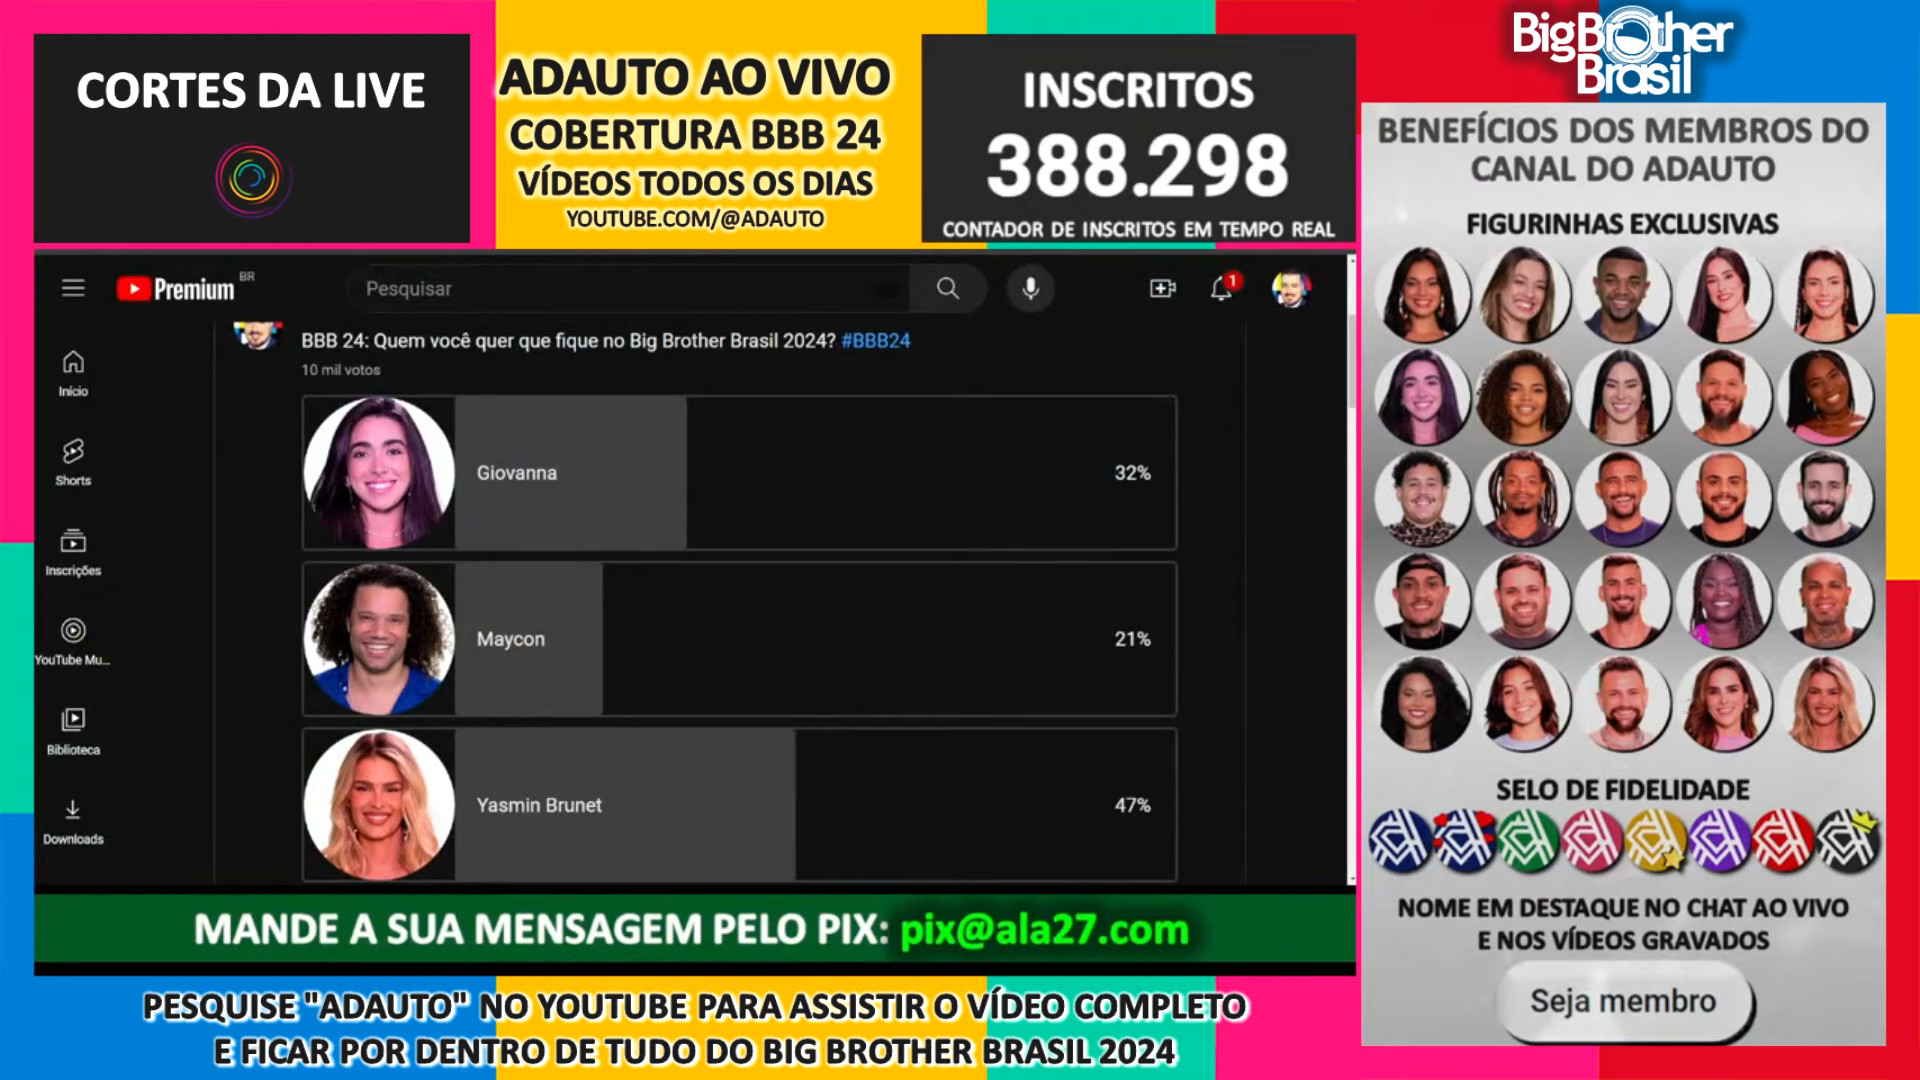 CORTES DA LIVE
ADAUTO AO VIVO
COBERTURA BBB 24
VÍDEOS TODOS OS DIAS
YOUTUBE.COM/@ADAUTO
INSCRITOS
388.298
CONTADOR DE INSCRITOS EM TEMPO REAL
Big Brother
Brasil
BENEFÍCIOS DOS MEMBROS DO
CANAL DO ADAUTO
FIGURINHAS EXCLUSIVAS
Premium BR
Pesquisar
1
BBB 24: Quem você quer que fique no Big Brother Brasil 2024? #BBB24
10 mil votos
Início
Shorts
Inscrições
YouTube Mu...
Biblioteca
Downloads
Giovanna 32%
Maycon 21%
Yasmin Brunet 47%
SELO DE FIDELIDADE
NOME EM DESTAQUE NO CHAT AO VIVO
E NOS VÍDEOS GRAVADOS
Seja membro
MANDE A SUA MENSAGEM PELO PIX: pix@ala27.com
PESQUISE "ADAUTO" NO YOUTUBE PARA ASSISTIR O VÍDEO COMPLETO
E FICAR POR DENTRO DE TUDO DO BIG BROTHER BRASIL 2024